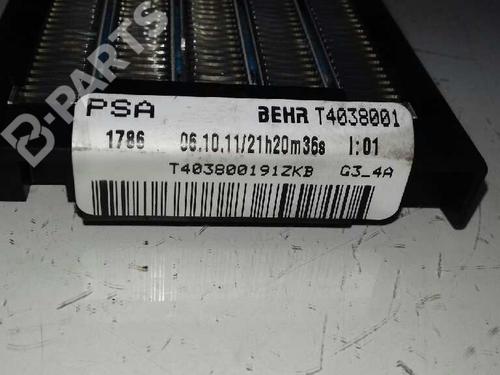 B-PARTS
PSA BEHR T4038001
1786 06.10.11/21h20m36s I:01
T403800191ZKB G3_4A